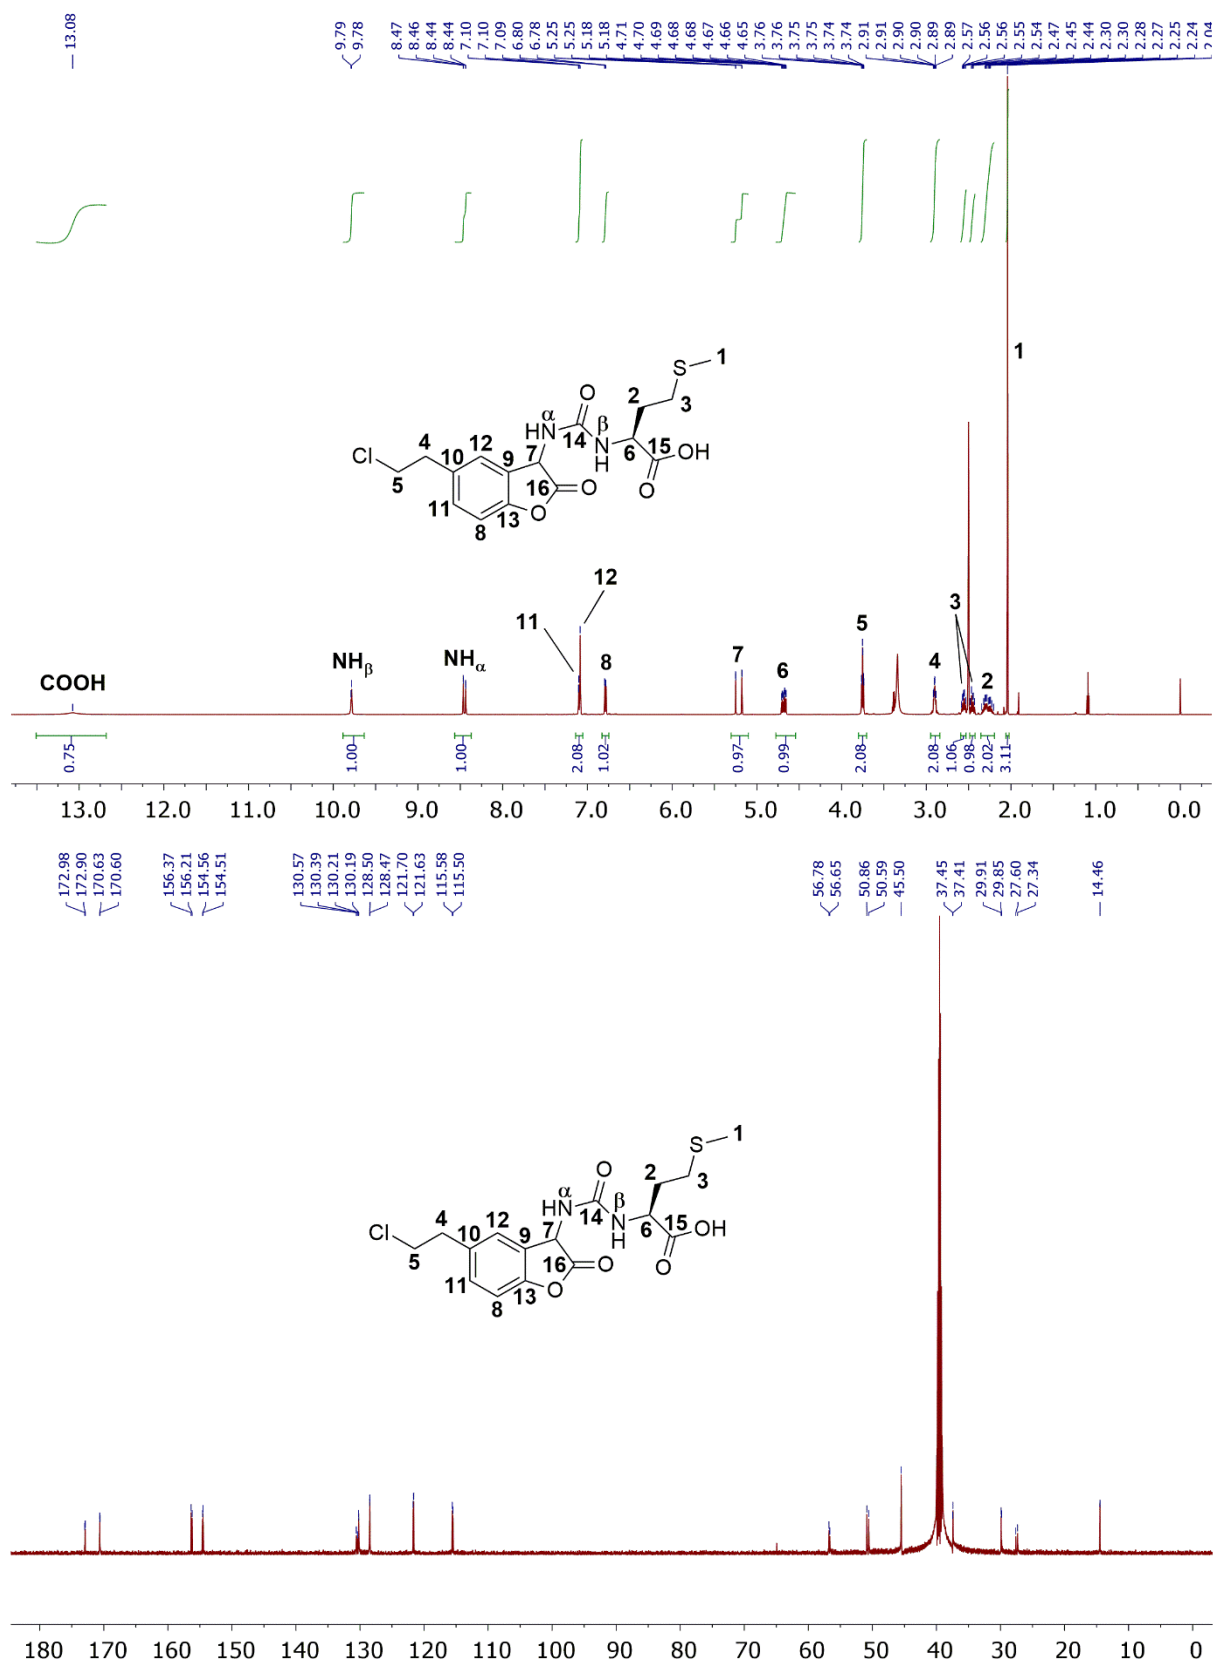 13.08 9.79 9.78 8.47 8.46 8.44 8.44 7.10 7.10 7.09 6.80 6.78 5.25 5.25 5.18 5.18 4.71 4.70 4.69 4.68 4.68 4.67 4.66 4.65 3.76 3.76 3.75 3.75 3.74 3.74 2.91 2.91 2.90 2.90 2.89 2.89 2.57 2.56 2.56 2.55 2.54 2.47 2.45 2.44 2.30 2.30 2.28 2.27 2.25 2.24 2.04
S 1 1
O 2 3
HN α 14 N β H 6 15 OH O
Cl 4 5 10 12 9 7 16 O
11 8 13 O
12
11
5
3
COOH NHβ NHα 8 7 6 4 2
0.75 1.00 1.00 2.08 1.02 0.97 0.99 2.08 2.08 1.06 0.98 2.02 3.11
13.0 12.0 11.0 10.0 9.0 8.0 7.0 6.0 5.0 4.0 3.0 2.0 1.0 0.0
172.98 172.90 170.63 170.60 156.37 156.21 154.56 154.51 130.57 130.39 130.21 130.19 128.50 128.47 121.70 121.63 115.58 115.50 56.78 56.65 50.86 50.59 45.50 37.45 37.41 29.91 29.85 27.60 27.34 14.46
S 1
O 2 3
HN α 14 N β H 6 15 OH O
Cl 4 5 10 12 9 7 16 O
11 8 13 O
180 170 160 150 140 130 120 110 100 90 80 70 60 50 40 30 20 10 0